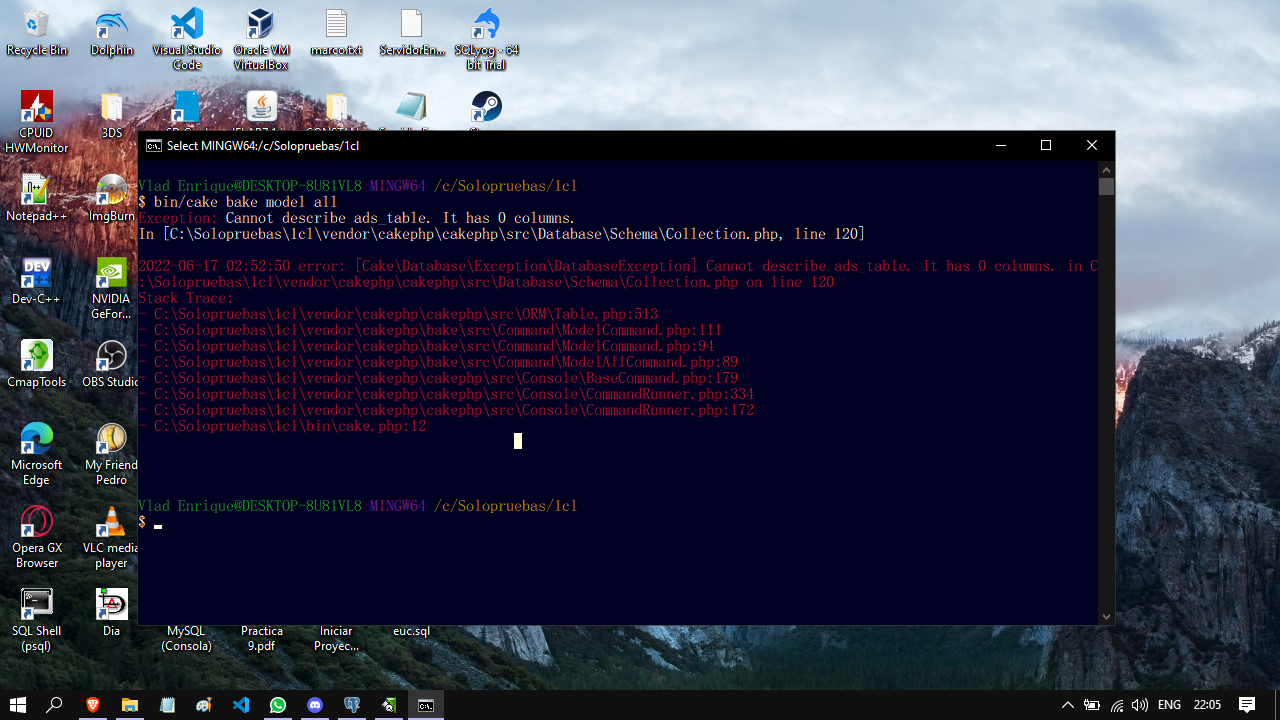 Recycle Bin
Dolphin
Visual Studio Code
Oracle VM VirtualBox
marco.txt
ServidorEn...
SQLyog - 64 bit Trial
CPUID HWMonitor
3DS
Notepad++
ImgBurn
Dev-C++
NVIDIA GeFor...
CmapTools
OBS Studio
Microsoft Edge
My Friend Pedro
Opera GX Browser
VLC media player
SQL Shell (psql)
Dia
MySQL (Consola)
Practica 9.pdf
Iniciar Proyec...
euc.sql
Select MINGW64:/c/Solopruebas/1cl
Vlad Enrique@DESKTOP-8U81VL8 MINGW64 /c/Solopruebas/1cl
$ bin/cake bake model all
Exception: Cannot describe ads_table. It has 0 columns.
In [C:\Solopruebas\1cl\vendor\cakephp\cakephp\src\Database\Schema\Collection.php, line 120]
2022-06-17 02:52:50 error: [Cake\Database\Exception\DatabaseException] Cannot describe ads_table. It has 0 columns. in C
:\Solopruebas\1cl\vendor\cakephp\cakephp\src\Database\Schema\Collection.php on line 120
Stack Trace:
- C:\Solopruebas\1cl\vendor\cakephp\cakephp\src\ORM\Table.php:513
- C:\Solopruebas\1cl\vendor\cakephp\bake\src\Command\ModelCommand.php:111
- C:\Solopruebas\1cl\vendor\cakephp\bake\src\Command\ModelCommand.php:94
- C:\Solopruebas\1cl\vendor\cakephp\bake\src\Command\ModelAllCommand.php:89
- C:\Solopruebas\1cl\vendor\cakephp\cakephp\src\Console\BaseCommand.php:179
- C:\Solopruebas\1cl\vendor\cakephp\cakephp\src\Console\CommandRunner.php:334
- C:\Solopruebas\1cl\vendor\cakephp\cakephp\src\Console\CommandRunner.php:172
- C:\Solopruebas\1cl\bin\cake.php:12
Vlad Enrique@DESKTOP-8U81VL8 MINGW64 /c/Solopruebas/1cl
$
ENG
22:05